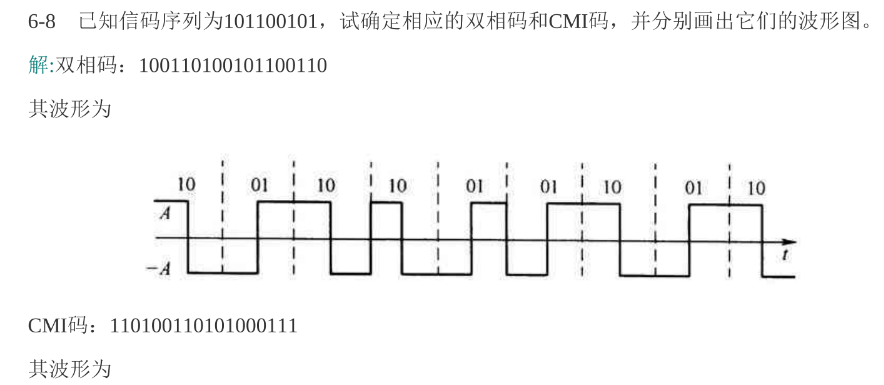 6-8 已知信码序列为101100101，试确定相应的双相码和CMI码，并分别画出它们的波形图。
解:双相码：100110100101100110
其波形为
10 01 10 10 01 01 10 01 10
A
t
-A
CMI码：110100110101000111
其波形为